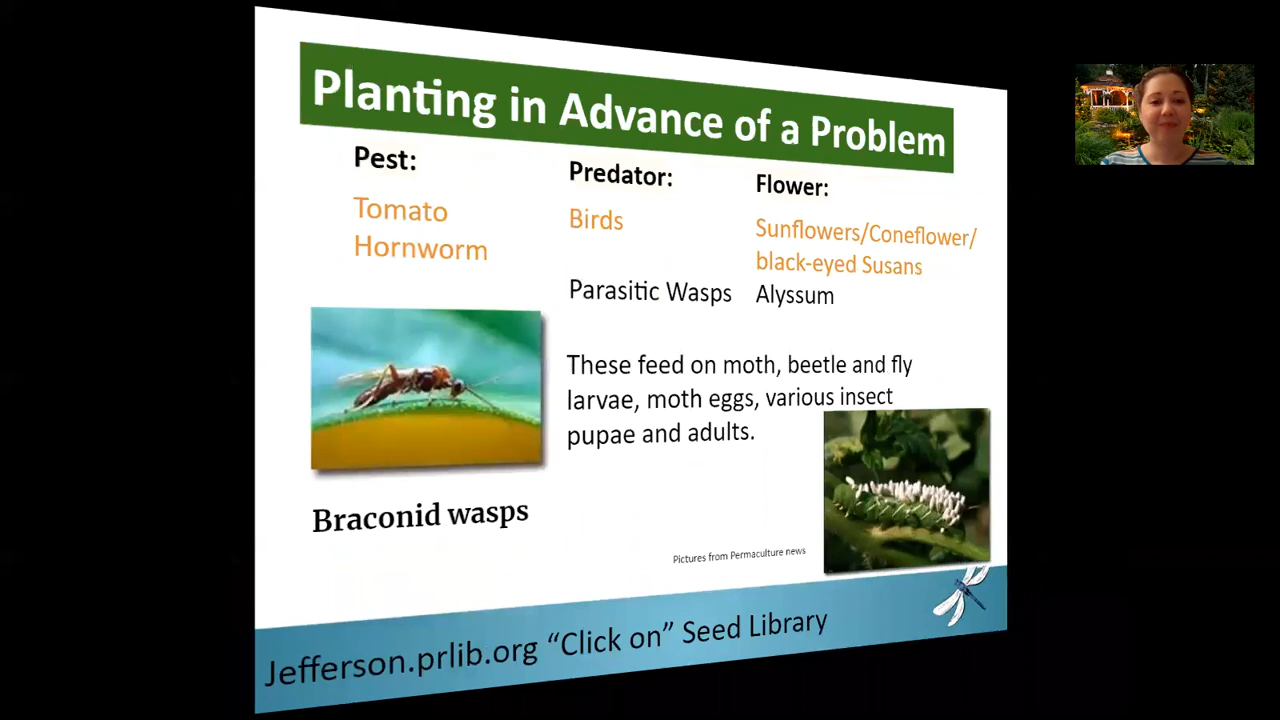 Planting in Advance of a Problem
Pest:
Tomato
Hornworm
Predator:
Birds
Parasitic Wasps
Flower:
Sunflowers/Coneflower/
black-eyed Susans
Alyssum
These feed on moth, beetle and fly
larvae, moth eggs, various insect
pupae and adults.
Braconid wasps
Pictures from Permaculture news
Jefferson.prlib.org “Click on” Seed Library